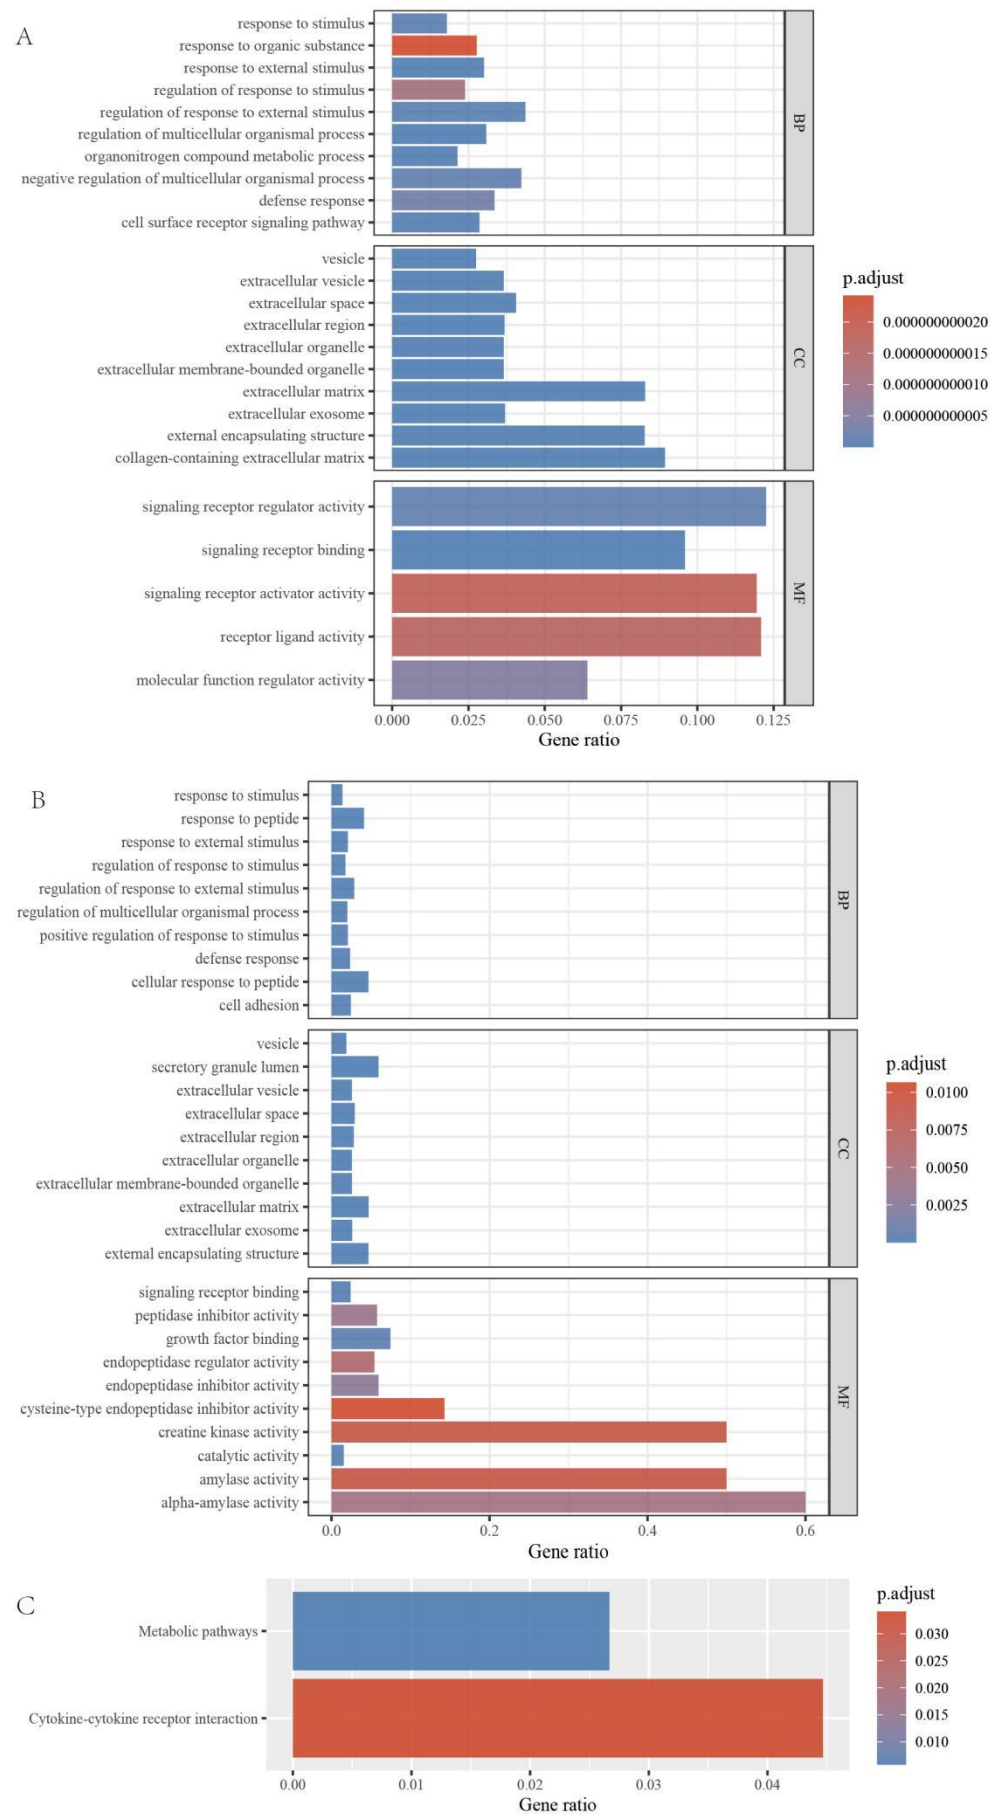 A
response to stimulus
response to organic substance
response to external stimulus
regulation of response to stimulus
regulation of response to external stimulus
regulation of multicellular organismal process
organonitrogen compound metabolic process
negative regulation of multicellular organismal process
defense response
cell surface receptor signaling pathway
BP
vesicle
extracellular vesicle
extracellular space
extracellular region
extracellular organelle
extracellular membrane-bounded organelle
extracellular matrix
extracellular exosome
external encapsulating structure
collagen-containing extracellular matrix
CC
signaling receptor regulator activity
signaling receptor binding
signaling receptor activator activity
receptor ligand activity
molecular function regulator activity
MF
0.000 0.025 0.050 0.075 0.100 0.125
Gene ratio
p.adjust
0.000000000020
0.000000000015
0.000000000010
0.000000000005
B
response to stimulus
response to peptide
response to external stimulus
regulation of response to stimulus
regulation of response to external stimulus
regulation of multicellular organismal process
positive regulation of response to stimulus
defense response
cellular response to peptide
cell adhesion
BP
vesicle
secretory granule lumen
extracellular vesicle
extracellular space
extracellular region
extracellular organelle
extracellular membrane-bounded organelle
extracellular matrix
extracellular exosome
external encapsulating structure
CC
signaling receptor binding
peptidase inhibitor activity
growth factor binding
endopeptidase regulator activity
endopeptidase inhibitor activity
cysteine-type endopeptidase inhibitor activity
creatine kinase activity
catalytic activity
amylase activity
alpha-amylase activity
MF
0.0 0.2 0.4 0.6
Gene ratio
p.adjust
0.0100
0.0075
0.0050
0.0025
C
Metabolic pathways
Cytokine-cytokine receptor interaction
0.00 0.01 0.02 0.03 0.04
Gene ratio
p.adjust
0.030
0.025
0.020
0.015
0.010